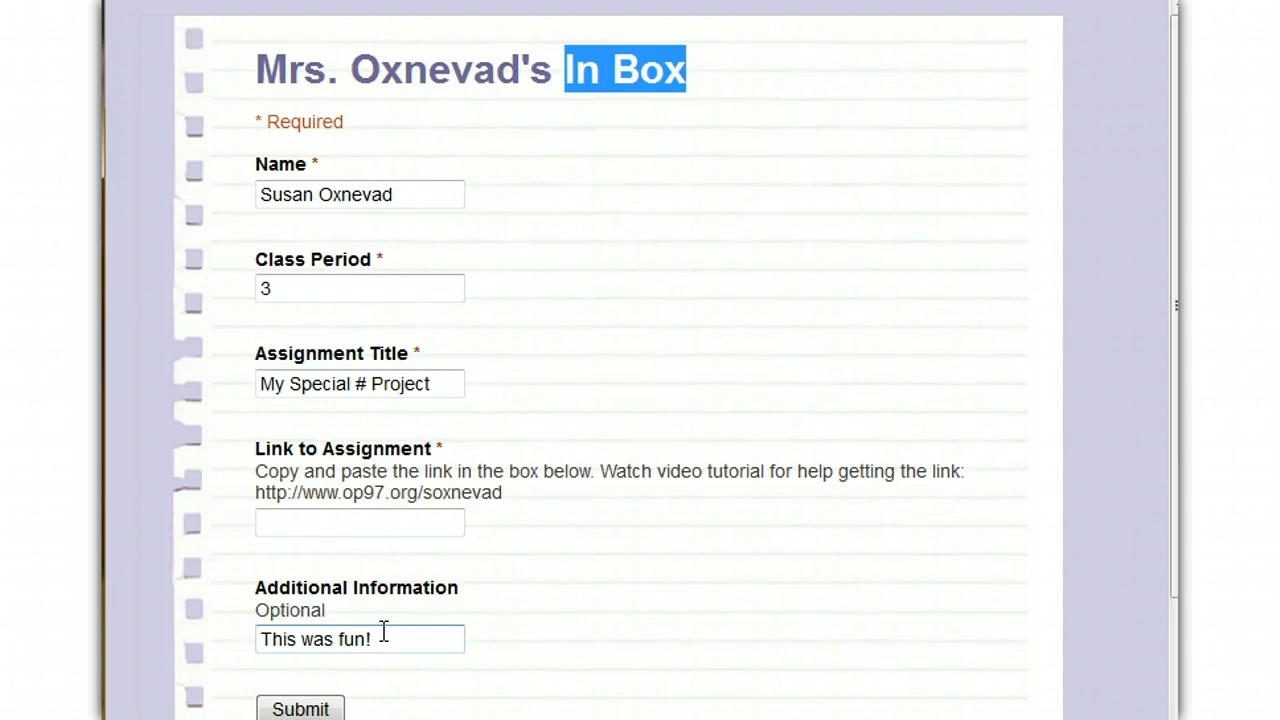 Mrs. Oxnevad's In Box
* Required
Name *
Susan Oxnevad
Class Period *
3
Assignment Title *
My Special # Project
Link to Assignment *
Copy and paste the link in the box below. Watch video tutorial for help getting the link:
http://www.op97.org/soxnevad
Additional Information
Optional
This was fun!
Submit